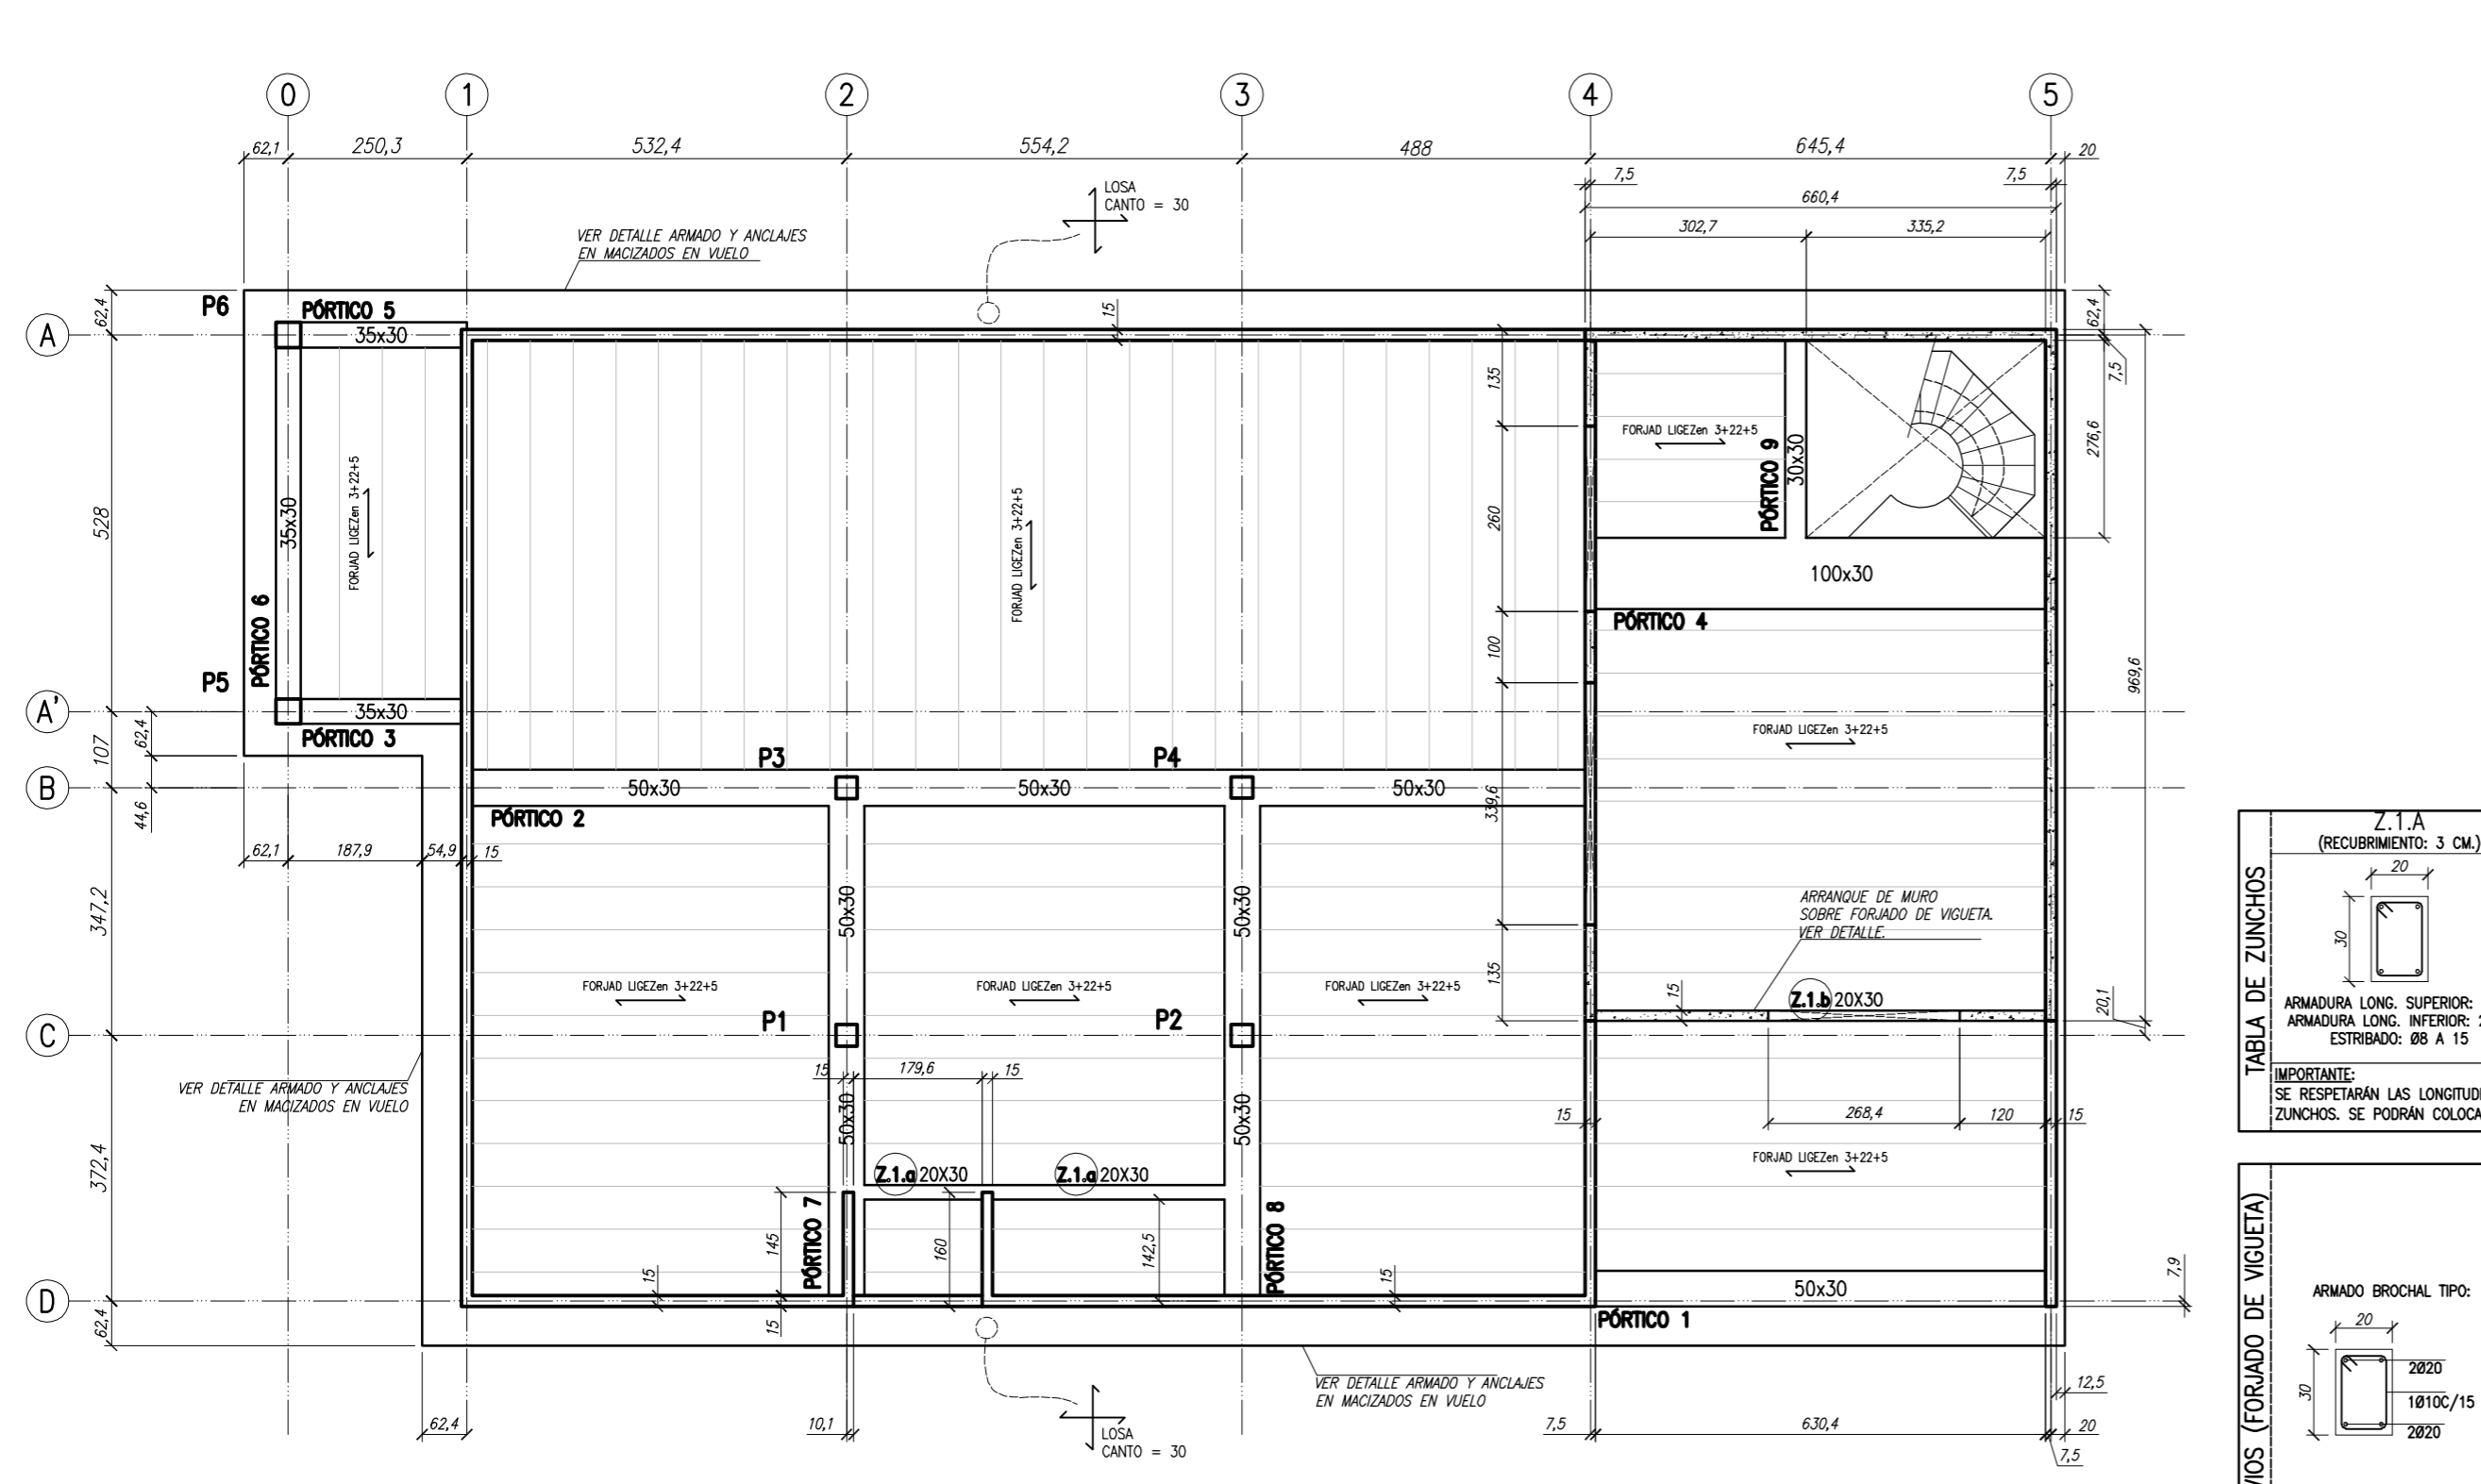 0
1
2
3
4
5
62,1
250,3
532,4
554,2
488
645,4
20
7,5
7,5
660,4
302,7
335,2
LOSA
CANTO = 30
VER DETALLE ARMADO Y ANCLAJES
EN MACIZADOS EN VUELO
A
A'
B
C
D
62,4
528
107
62,4
44,6
347,2
372,4
62,4
P6
PÓRTICO 5
35x30
15
35x30
FORJAD LIGEZen 3+22+5
PÓRTICO 6
P5
35x30
PÓRTICO 3
FORJAD LIGEZen 3+22+5
135
260
100
339,6
135
FORJAD LIGEZen 3+22+5
PÓRTICO 9
30x30
62,4
7,5
276,6
969,6
100x30
PÓRTICO 4
FORJAD LIGEZen 3+22+5
P3
P4
50x30
50x30
50x30
PÓRTICO 2
62,1
187,9
54,9
15
50x30
50x30
ARRANQUE DE MURO
SOBRE FORJADO DE VIGUETA.
VER DETALLE.
FORJAD LIGEZen 3+22+5
FORJAD LIGEZen 3+22+5
FORJAD LIGEZen 3+22+5
15
Z.1.b 20X30
20,1
P1
P2
15
179,6
15
50x30
50x30
VER DETALLE ARMADO Y ANCLAJES
EN MACIZADOS EN VUELO
15
268,4
120
15
FORJAD LIGEZen 3+22+5
Z.1.a 20X30
Z.1.a 20X30
PÓRTICO 7
PÓRTICO 8
145
160
142,5
15
15
15
50x30
PÓRTICO 1
7,9
VER DETALLE ARMADO Y ANCLAJES
EN MACIZADOS EN VUELO
LOSA
CANTO = 30
62,4
10,1
7,5
630,4
12,5
20
7,5
TABLA DE ZUNCHOS
Z.1.A
(RECUBRIMIENTO: 3 CM.)
20
30
ARMADURA LONG. SUPERIOR:
ARMADURA LONG. INFERIOR:
ESTRIBADO: Ø8 A 15
IMPORTANTE:
SE RESPETARÁN LAS
ZUNCHOS. SE PODRÁN
(FORJADO DE VIGUETA)
ARMADO BROCHAL TIPO:
20
30
2Ø20
1Ø10C/15
2Ø20